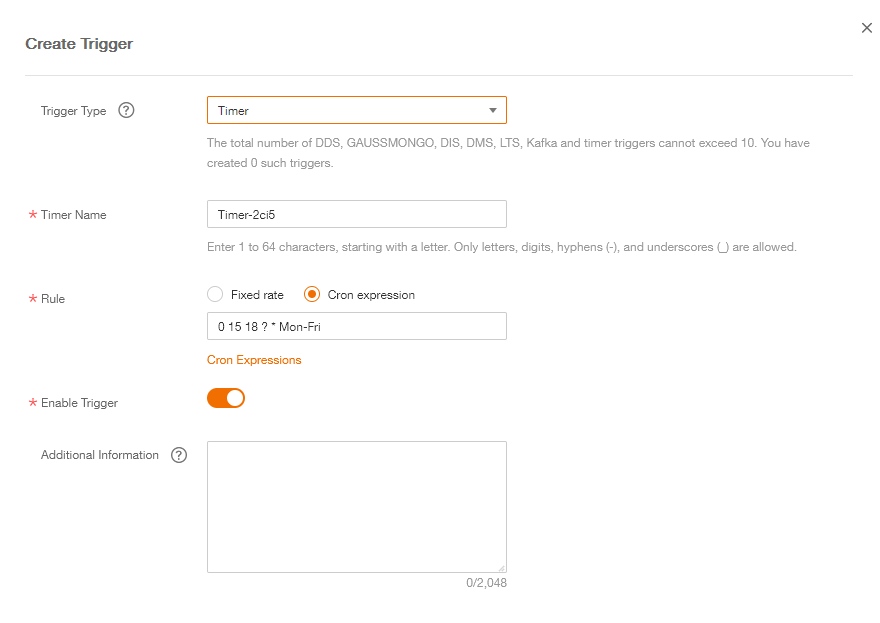 Create Trigger
Trigger Type ?
Timer
The total number of DDS, GAUSSMONGO, DIS, DMS, LTS, Kafka and timer triggers cannot exceed 10. You have
created 0 such triggers.
* Timer Name
Timer-2ci5
Enter 1 to 64 characters, starting with a letter. Only letters, digits, hyphens (-), and underscores (_) are allowed.
* Rule
Fixed rate Cron expression
0 15 18 ? * Mon-Fri
Cron Expressions
* Enable Trigger
Additional Information ?
0/2,048